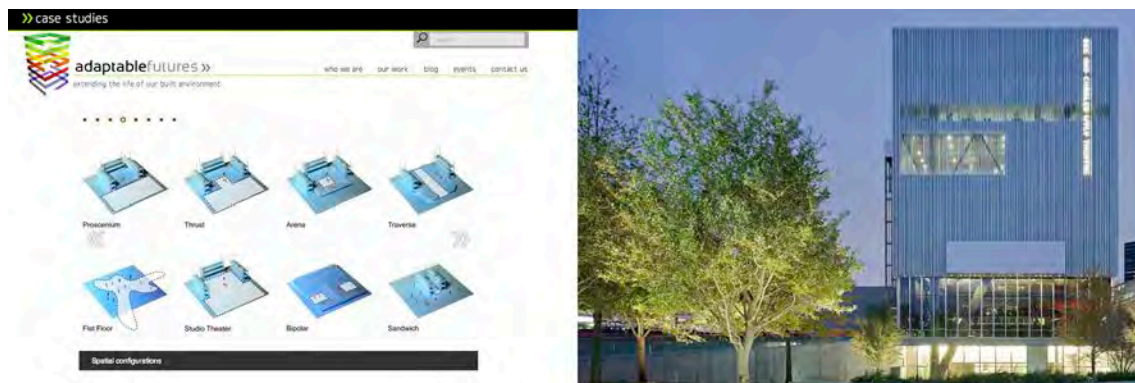 » case studies
adaptablefutures »
who we are our work blog events contact us
extending the life of our built environment
Proscenium Thrust Arena Traverse
Flat Floor Studio Theater Bipolar Sandwich
Spatial configurations